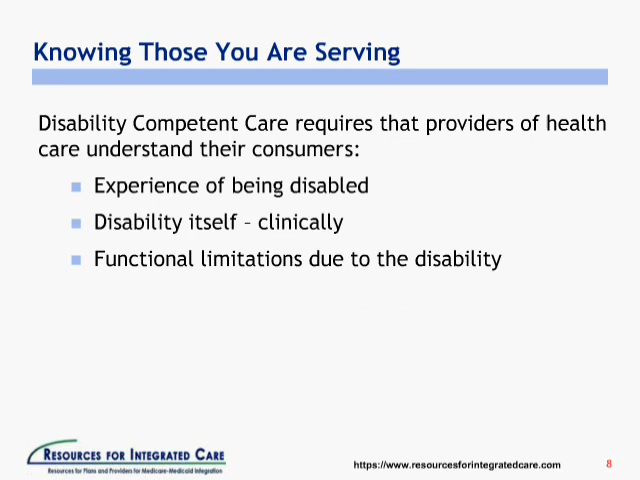 Knowing Those You Are Serving
Disability Competent Care requires that providers of health
care understand their consumers:
Experience of being disabled
Disability itself – clinically
Functional limitations due to the disability
RESOURCES FOR INTEGRATED CARE
Resources for Plans and Providers for Medicare-Medicaid Integration
https://www.resourcesforintegratedcare.com
8